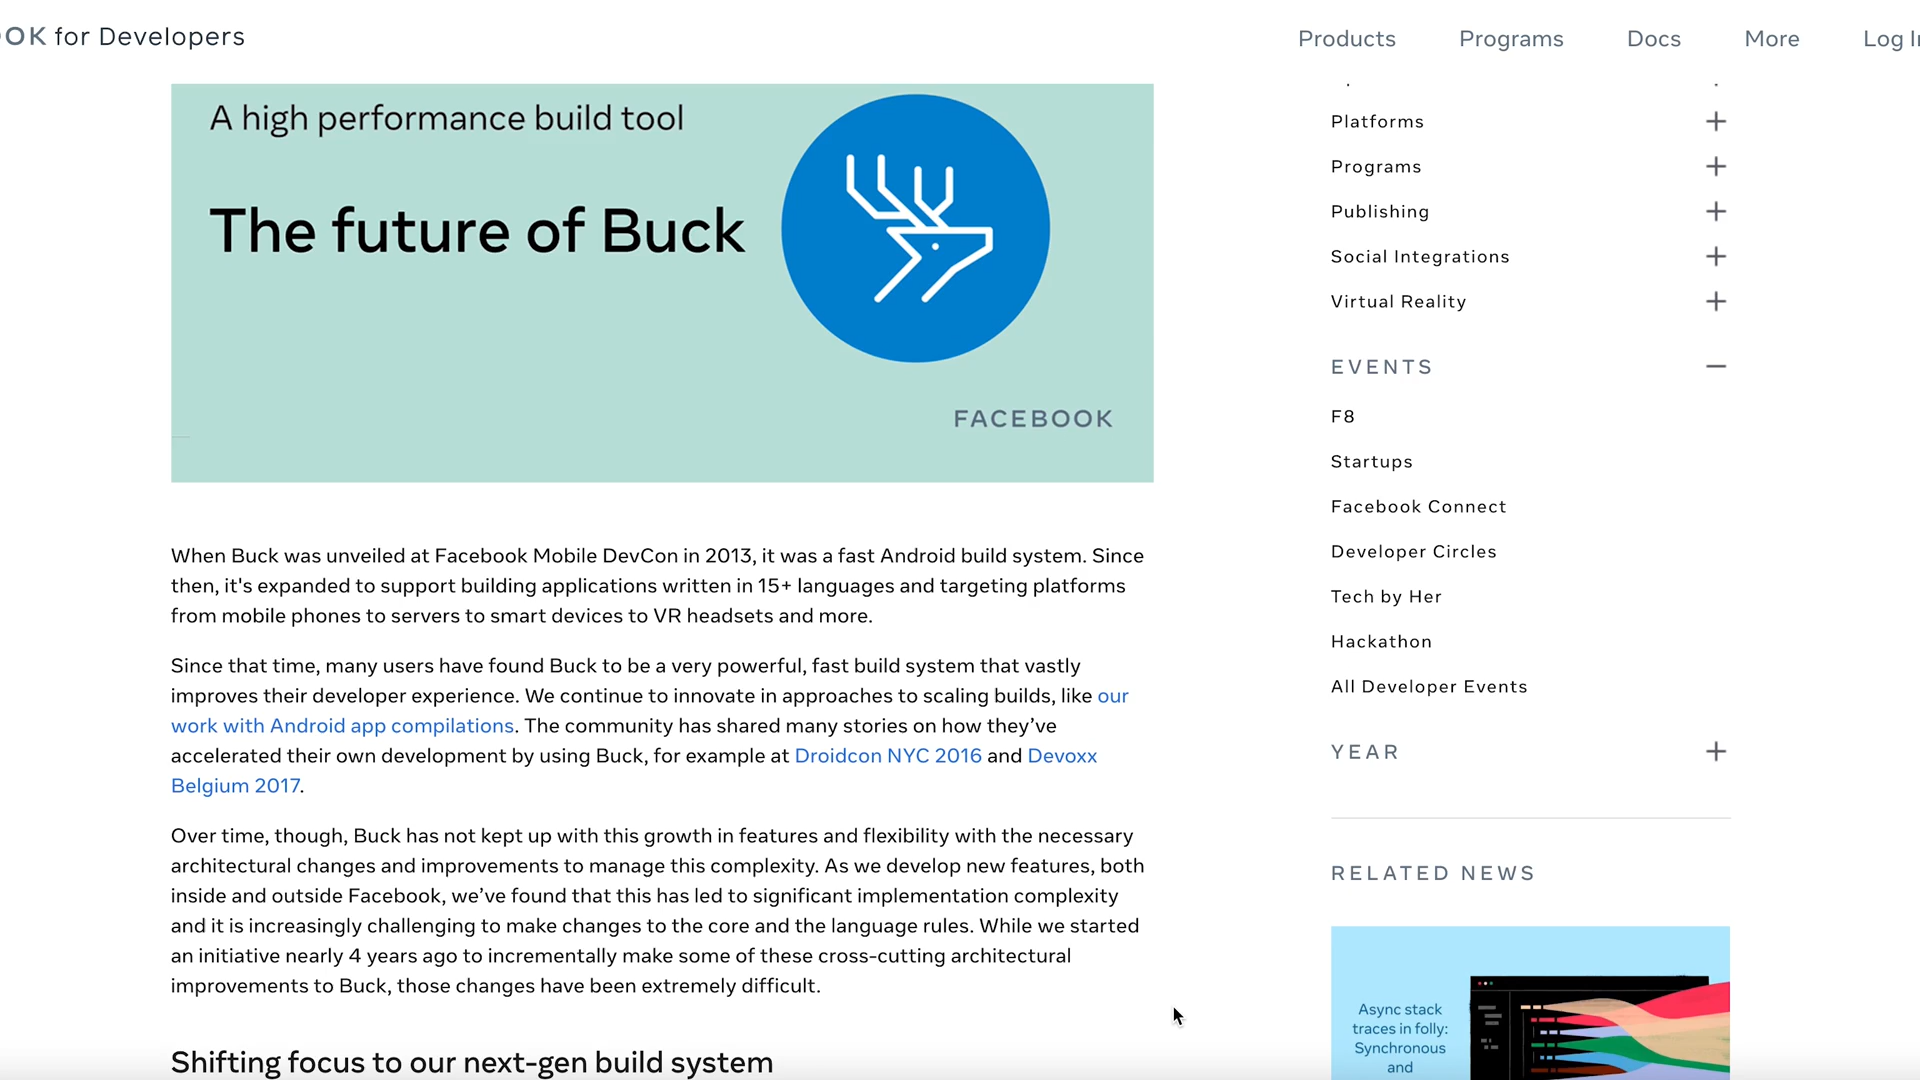 OK for Developers
Products
Programs
Docs
More
Log
A high performance build tool
The future of Buck
FACEBOOK
When Buck was unveiled at Facebook Mobile DevCon in 2013, it was a fast Android build system. Since
then, it's expanded to support building applications written in 15+ languages and targeting platforms
from mobile phones to servers to smart devices to VR headsets and more.
Since that time, many users have found Buck to be a very powerful, fast build system that vastly
improves their developer experience. We continue to innovate in approaches to scaling builds, like our
work with Android app compilations. The community has shared many stories on how they’ve
accelerated their own development by using Buck, for example at Droidcon NYC 2016 and Devoxx
Belgium 2017.
Over time, though, Buck has not kept up with this growth in features and flexibility with the necessary
architectural changes and improvements to manage this complexity. As we develop new features, both
inside and outside Facebook, we’ve found that this has led to significant implementation complexity
and it is increasingly challenging to make changes to the core and the language rules. While we started
an initiative nearly 4 years ago to incrementally make some of these cross-cutting architectural
improvements to Buck, those changes have been extremely difficult.
Shifting focus to our next-gen build system
Platforms
Programs
Publishing
Social Integrations
Virtual Reality
EVENTS
F8
Startups
Facebook Connect
Developer Circles
Tech by Her
Hackathon
All Developer Events
YEAR
RELATED NEWS
Async stack
traces in folly:
Synchronous
and